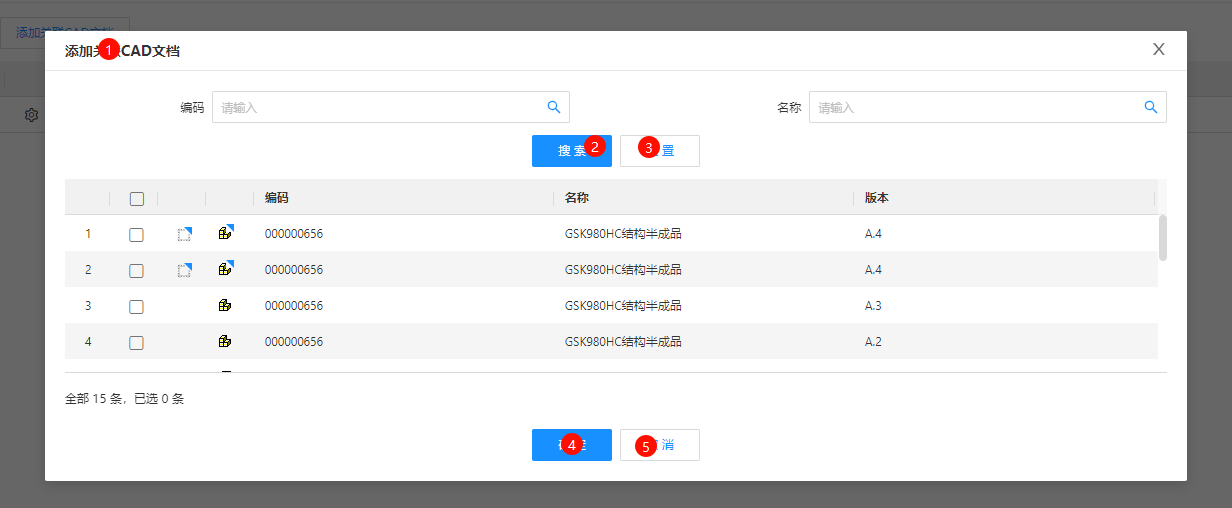 添加关联CAD文档
添加关 1 CAD文档
编码 请输入 名称 请输入
搜索 2 3 置
编码 名称 版本
1 000000656 GSK980HC结构半成品 A.4
2 000000656 GSK980HC结构半成品 A.4
3 000000656 GSK980HC结构半成品 A.3
4 000000656 GSK980HC结构半成品 A.2
全部 15 条，已选 0 条
4 5 消